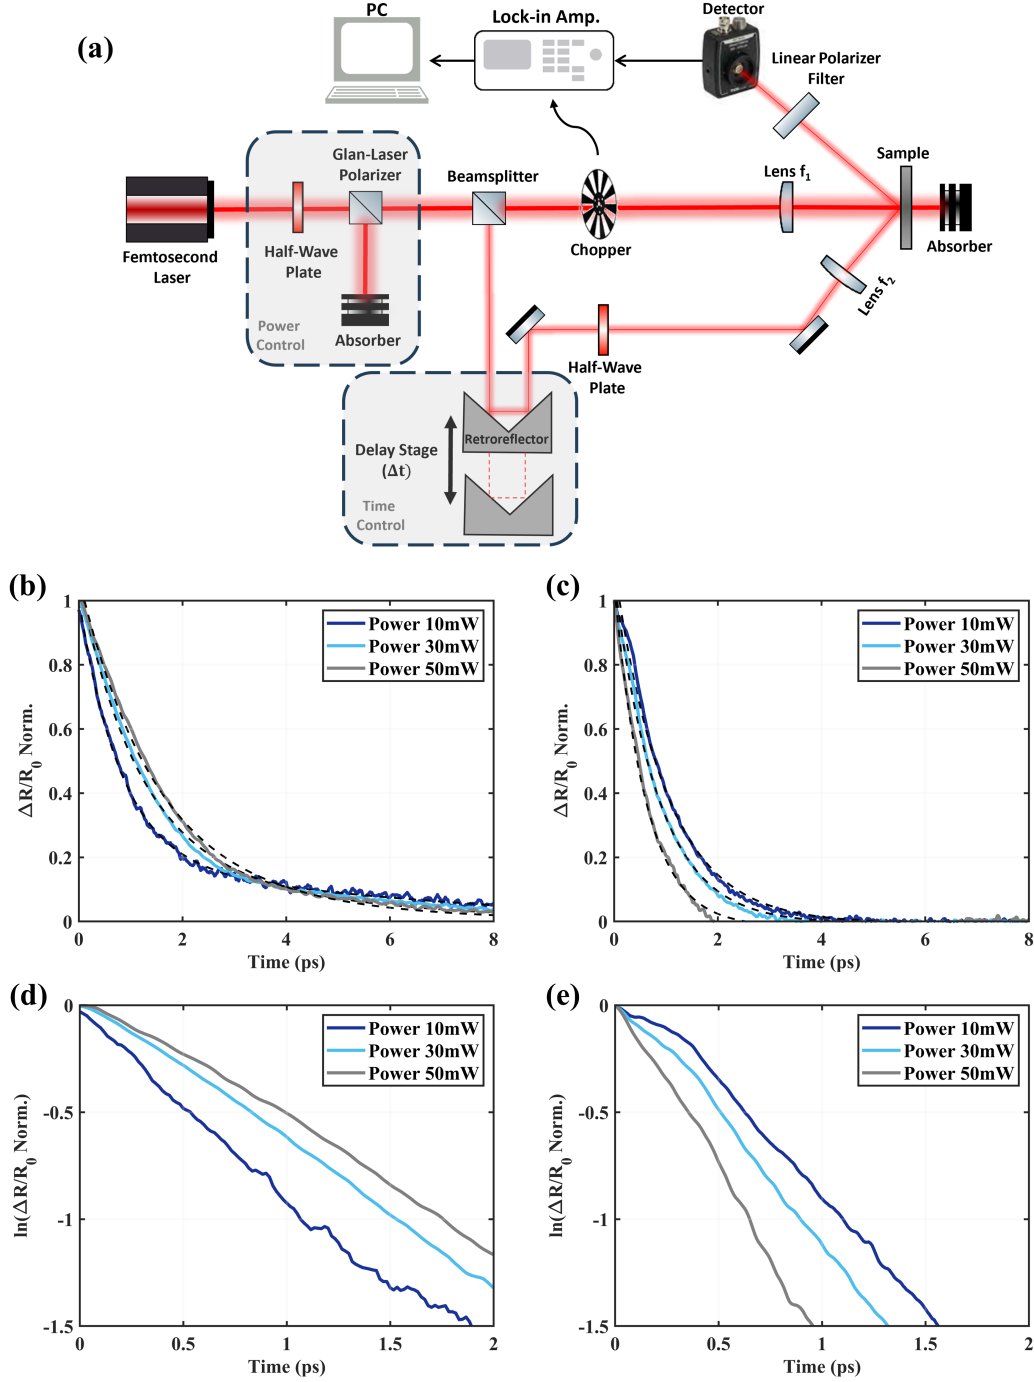 (a)
PC
Lock-in Amp.
Detector
Linear Polarizer
Filter
Glan-Laser
Polarizer
Beamsplitter
Lens f1
Sample
Femtosecond
Laser
Half-Wave
Plate
Chopper
Absorber
Lens f2
Power
Control
Absorber
Half-Wave
Plate
Retroreflector
Delay Stage
(Δt)
Time
Control
(b)
1
0.8
0.6
0.4
0.2
0
ΔR/R0 Norm.
Power 10mW
Power 30mW
Power 50mW
0 2 4 6 8
Time (ps)
(c)
1
0.8
0.6
0.4
0.2
0
ΔR/R0 Norm.
Power 10mW
Power 30mW
Power 50mW
0 2 4 6 8
Time (ps)
(d)
0
-0.5
-1
-1.5
ln(ΔR/R0 Norm.)
Power 10mW
Power 30mW
Power 50mW
0 0.5 1 1.5 2
Time (ps)
(e)
0
-0.5
-1
-1.5
ln(ΔR/R0 Norm.)
Power 10mW
Power 30mW
Power 50mW
0 0.5 1 1.5 2
Time (ps)